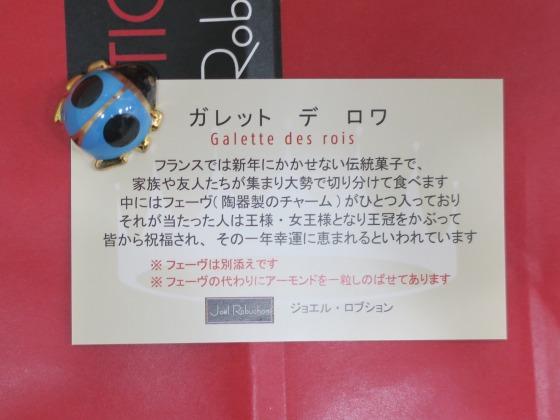 TIO
Rob
ガレット デ ロワ
Galette des rois
フランスでは新年にかかせない伝統菓子で、
家族や友人たちが集まり大勢で切り分けて食べます
中にはフェーヴ(陶器製のチャーム)がひとつ入っており
それが当たった人は王様・女王様となり王冠をかぶって
皆から祝福され、その一年幸運に恵まれるといわれています
※ フェーヴは別添えです
※ フェーヴの代わりにアーモンドを一粒しのばせてあります
Joël Robuchon ジョエル・ロブション